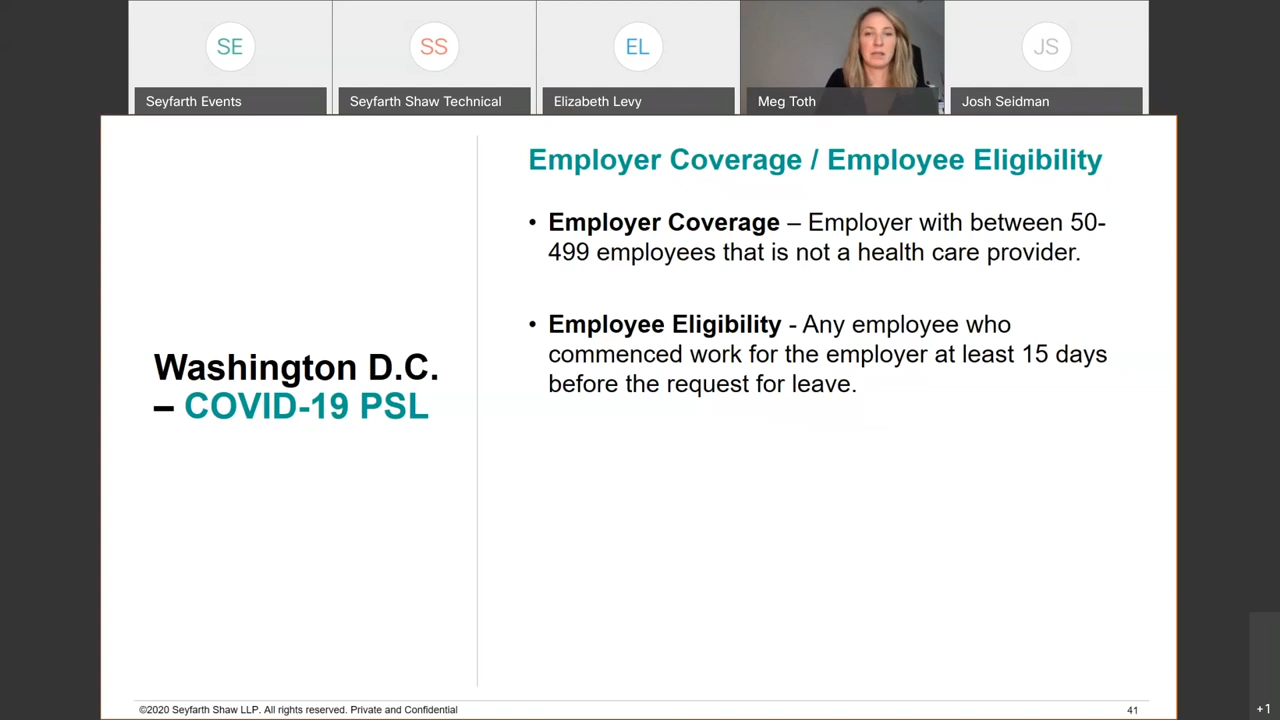 SE
SS
EL
JS
Seyfarth Events
Seyfarth Shaw Technical
Elizabeth Levy
Meg Toth
Josh Seidman
Employer Coverage / Employee Eligibility
• Employer Coverage – Employer with between 50-
499 employees that is not a health care provider.
• Employee Eligibility - Any employee who
commenced work for the employer at least 15 days
before the request for leave.
Washington D.C.
– COVID-19 PSL
©2020 Seyfarth Shaw LLP. All rights reserved. Private and Confidential
41
+1